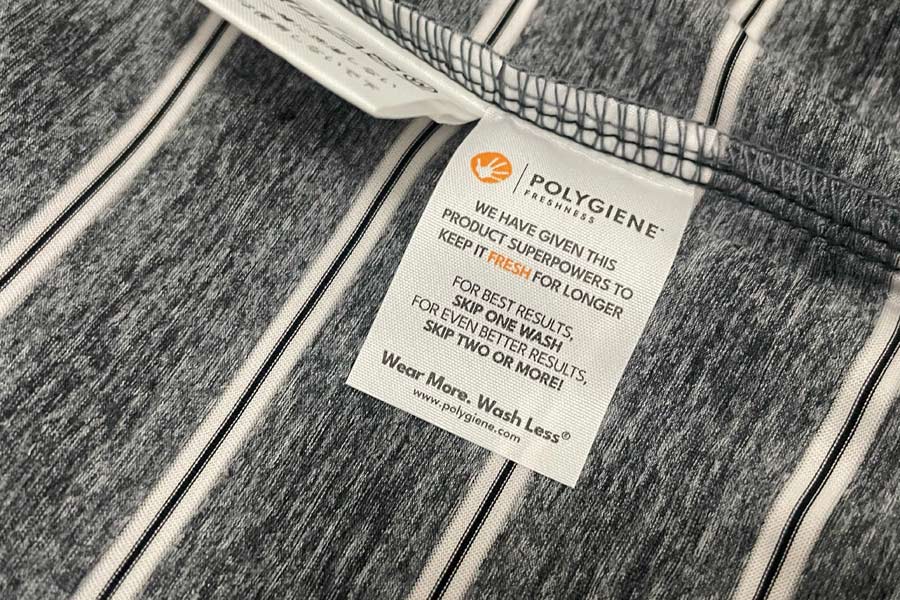 POLYGIENE™
FRESHNESS
WE HAVE GIVEN THIS
PRODUCT SUPERPOWERS TO
KEEP IT FRESH FOR LONGER
FOR BEST RESULTS,
SKIP ONE WASH
FOR EVEN BETTER RESULTS,
SKIP TWO OR MORE!
Wear More. Wash Less®
www.polygiene.com